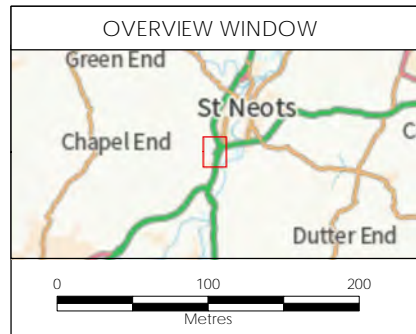 OVERVIEW WINDOW
Green End
St Neots
Chapel End
C
Dutter End
0 100 200
Metres